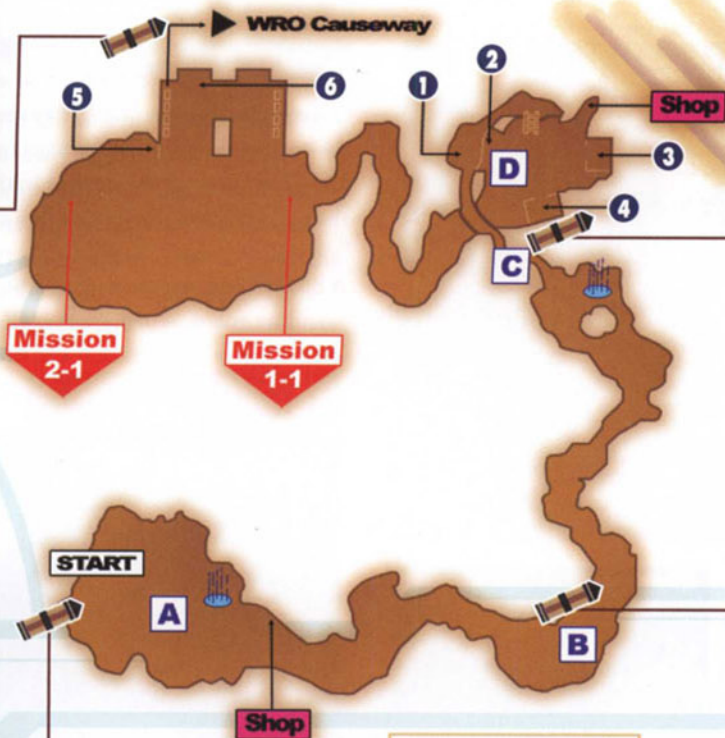 WRO Causeway
5
6
1
2
Shop
D
3
4
C
Mission
2-1
Mission
1-1
START
A
B
Shop